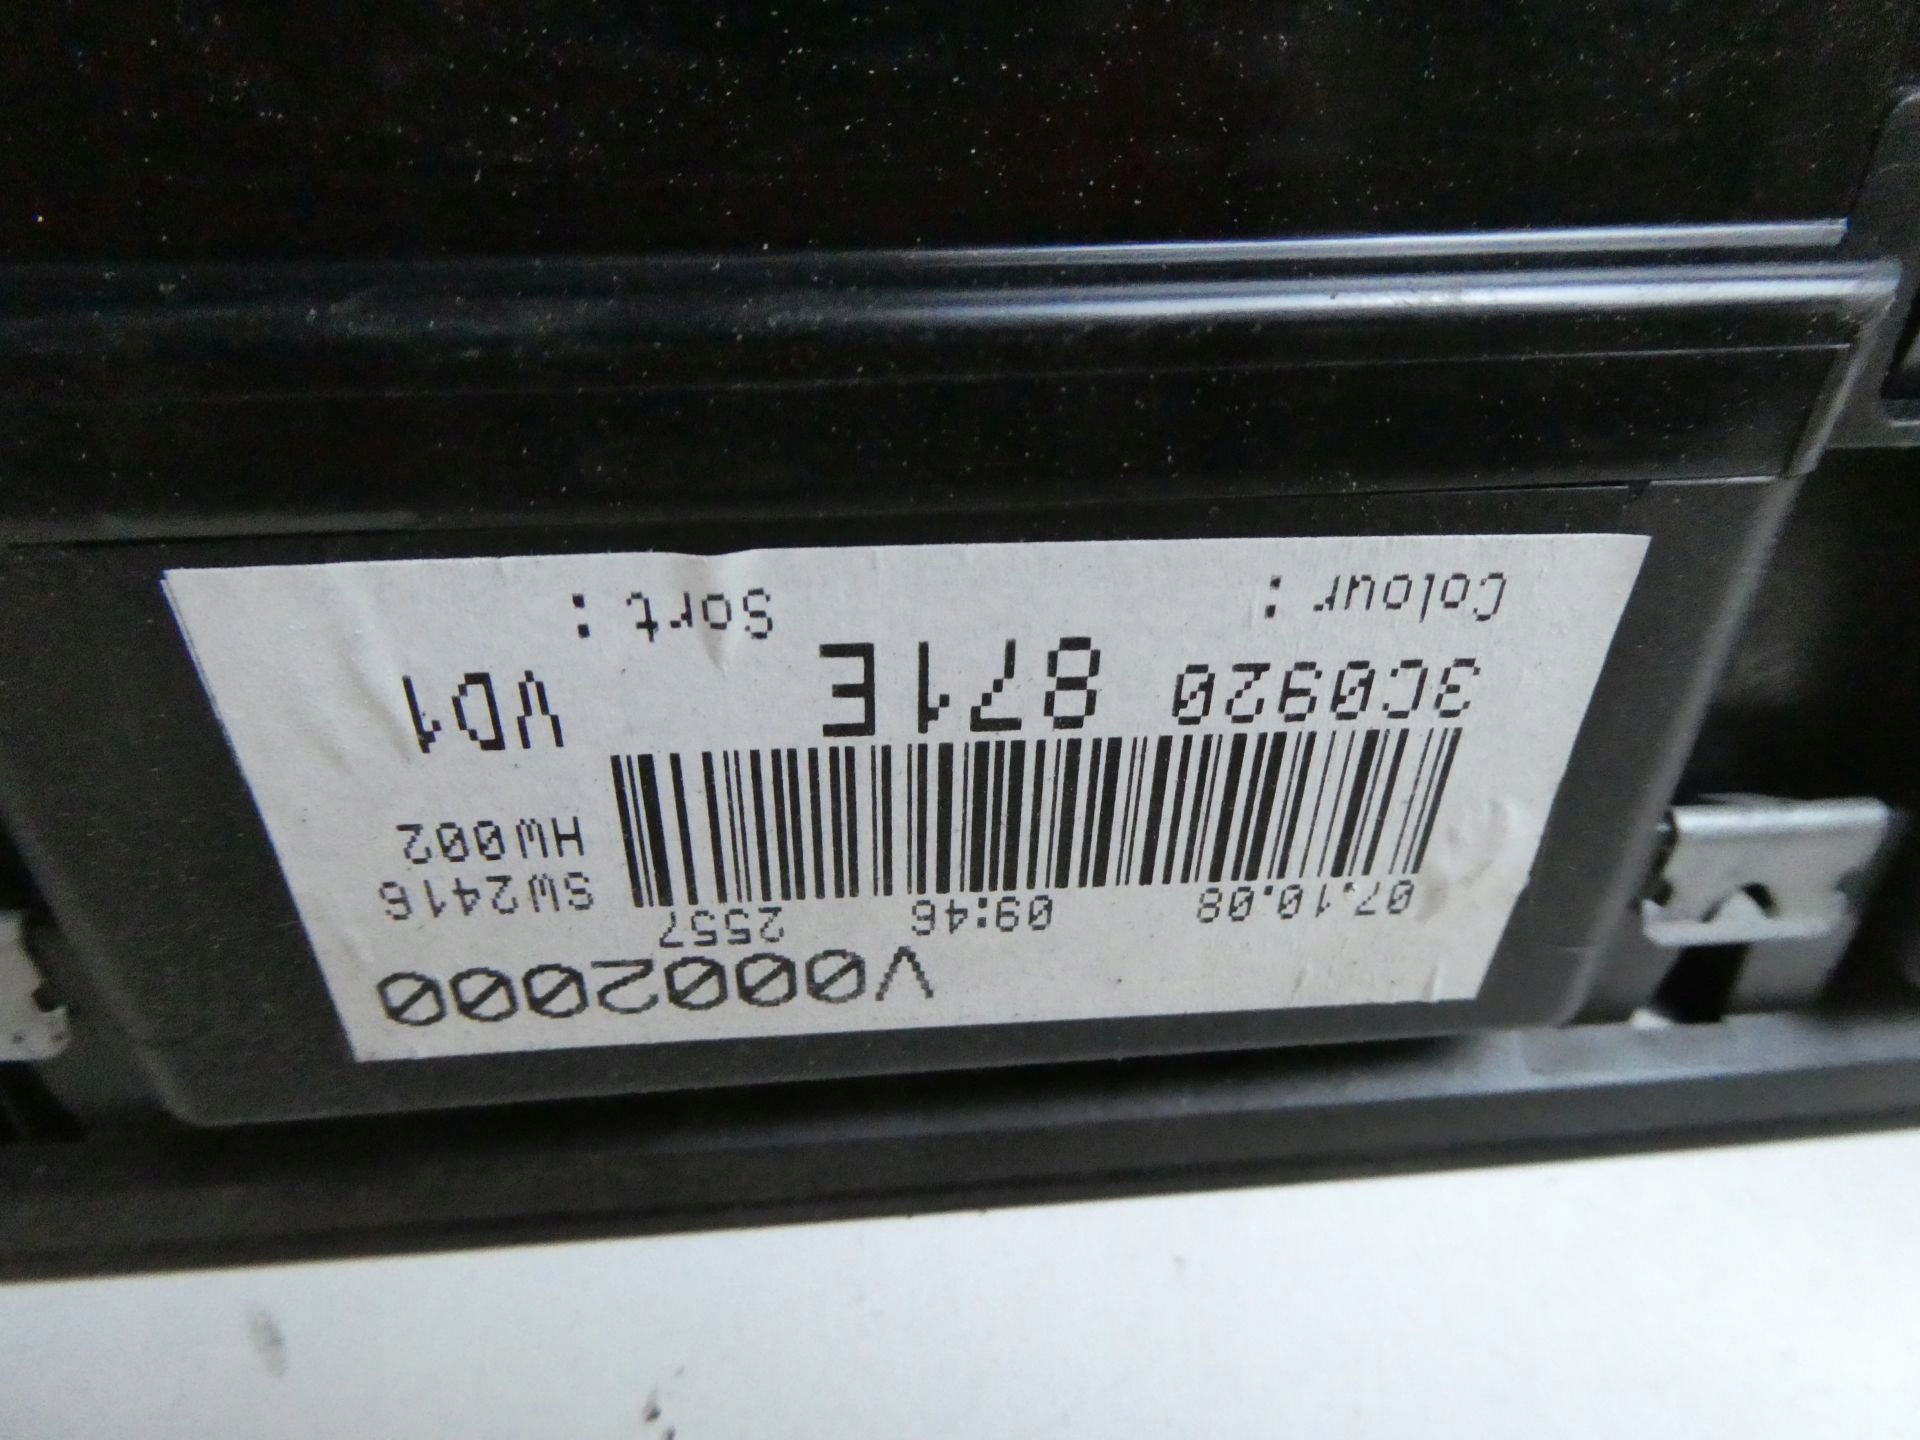 V0002000
07.10.08 09:46 2557 SW2416
HW002
3C0920 871E VD1
Colour : Sort :